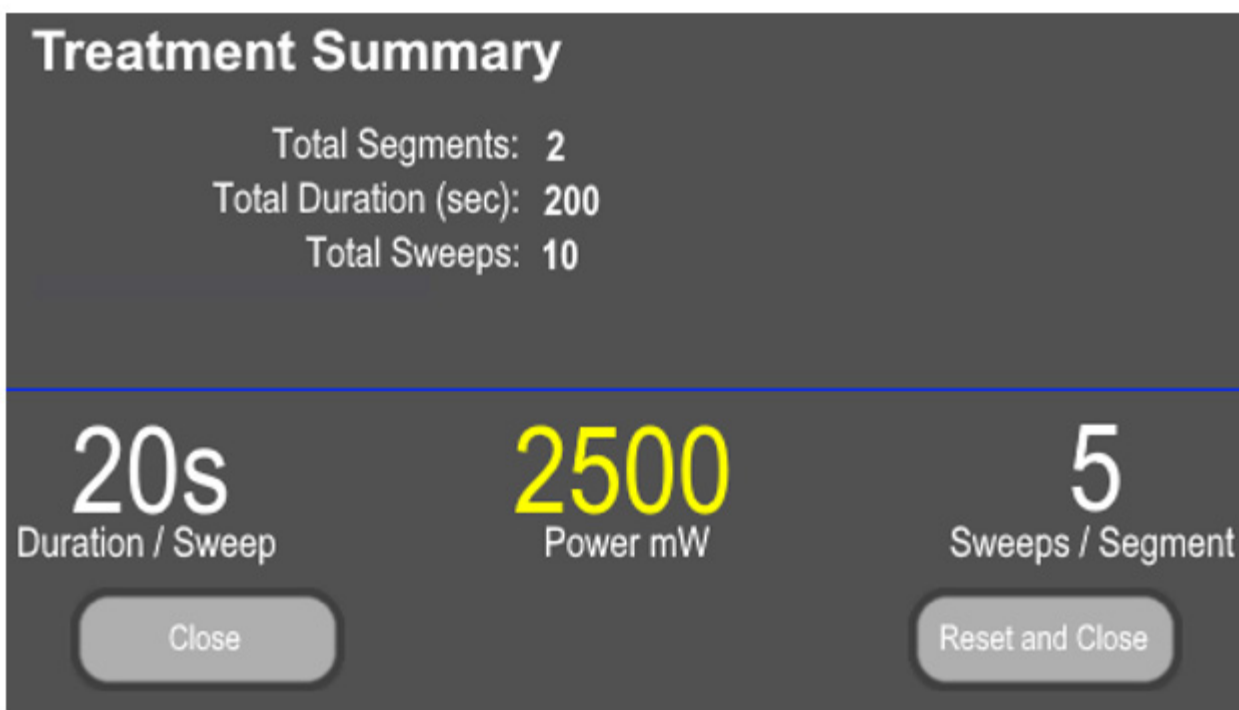 Treatment Summary
Total Segments: 2
Total Duration (sec): 200
Total Sweeps: 10
20s 2500 5
Duration / Sweep Power mW Sweeps / Segment
Close Reset and Close